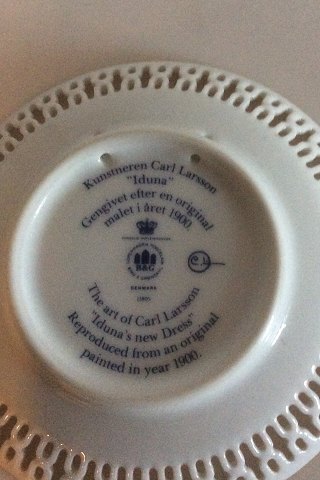 Kunstneren Carl Larsson
"Iduna"
Gengivet efter en original
malet i året 1900
B&G
DENMARK
The art of Carl Larsson
"Iduna's new Dress"
Reproduced from an original
painted in year 1900.